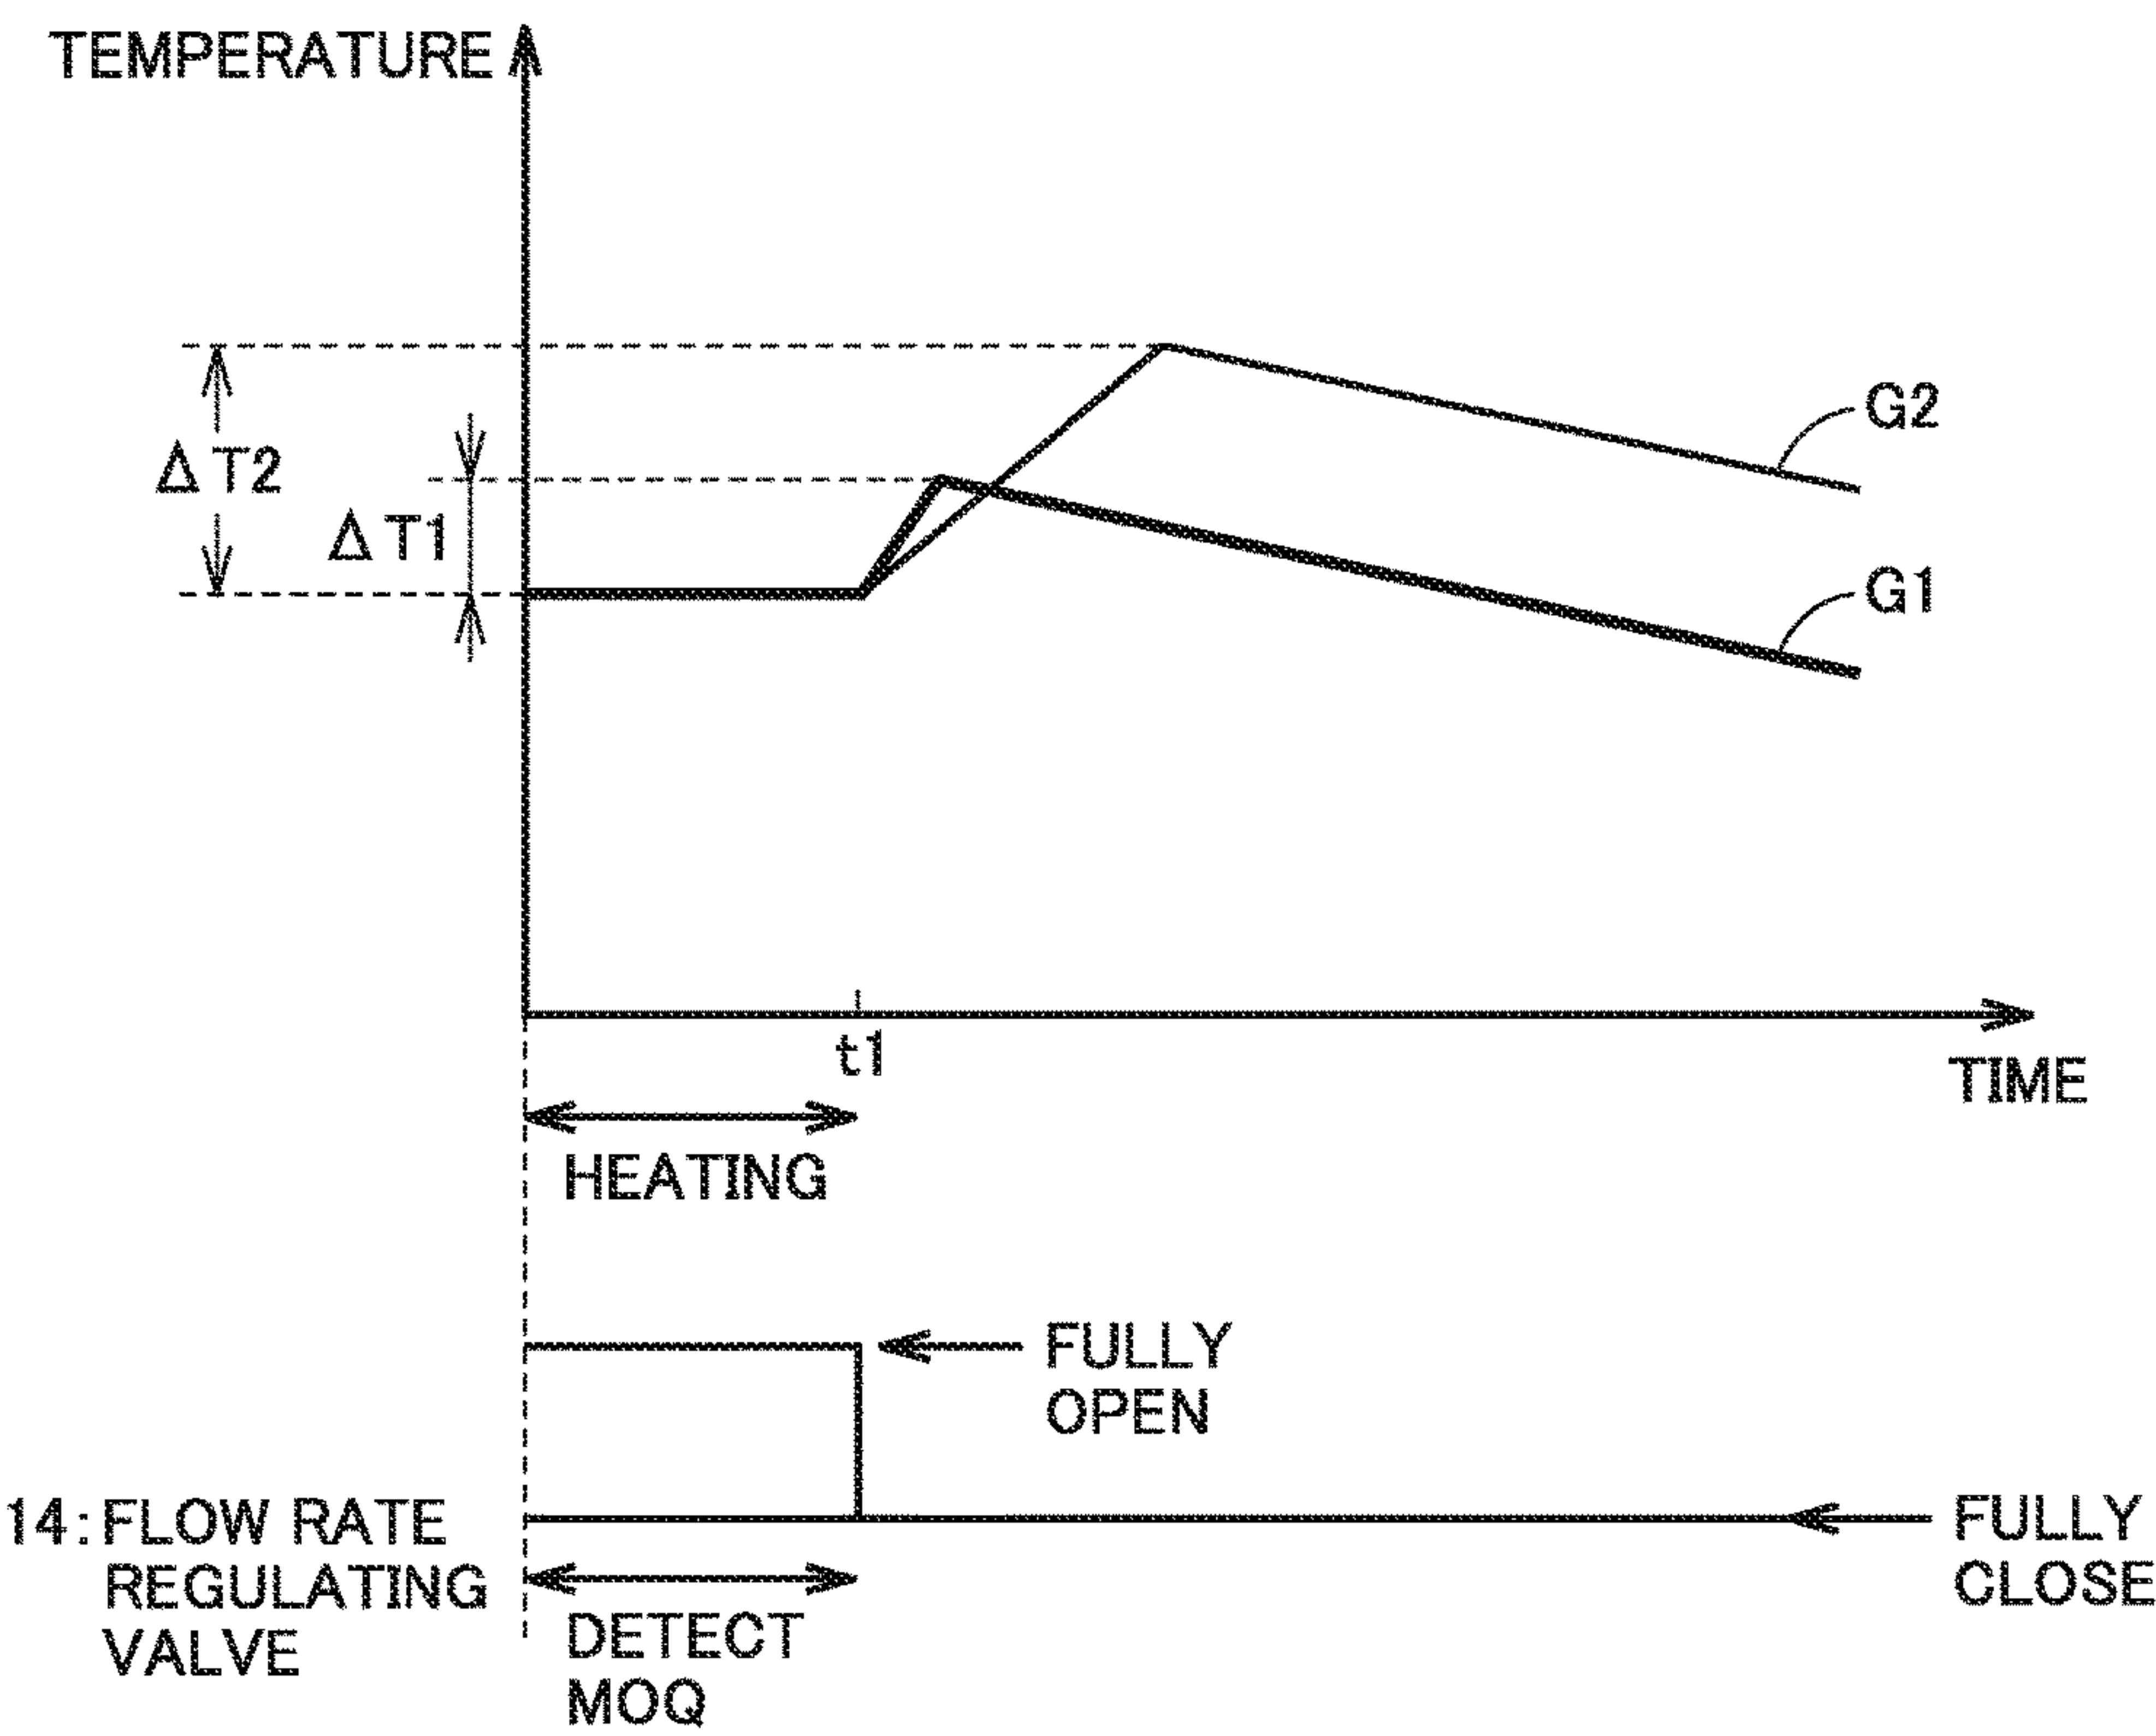 TEMPERATURE
G2
ΔT2
ΔT1
G1
t1
TIME
HEATING
FULLY
OPEN
14: FLOW RATE
REGULATING
VALVE
FULLY
CLOSE
DETECT
MOQ